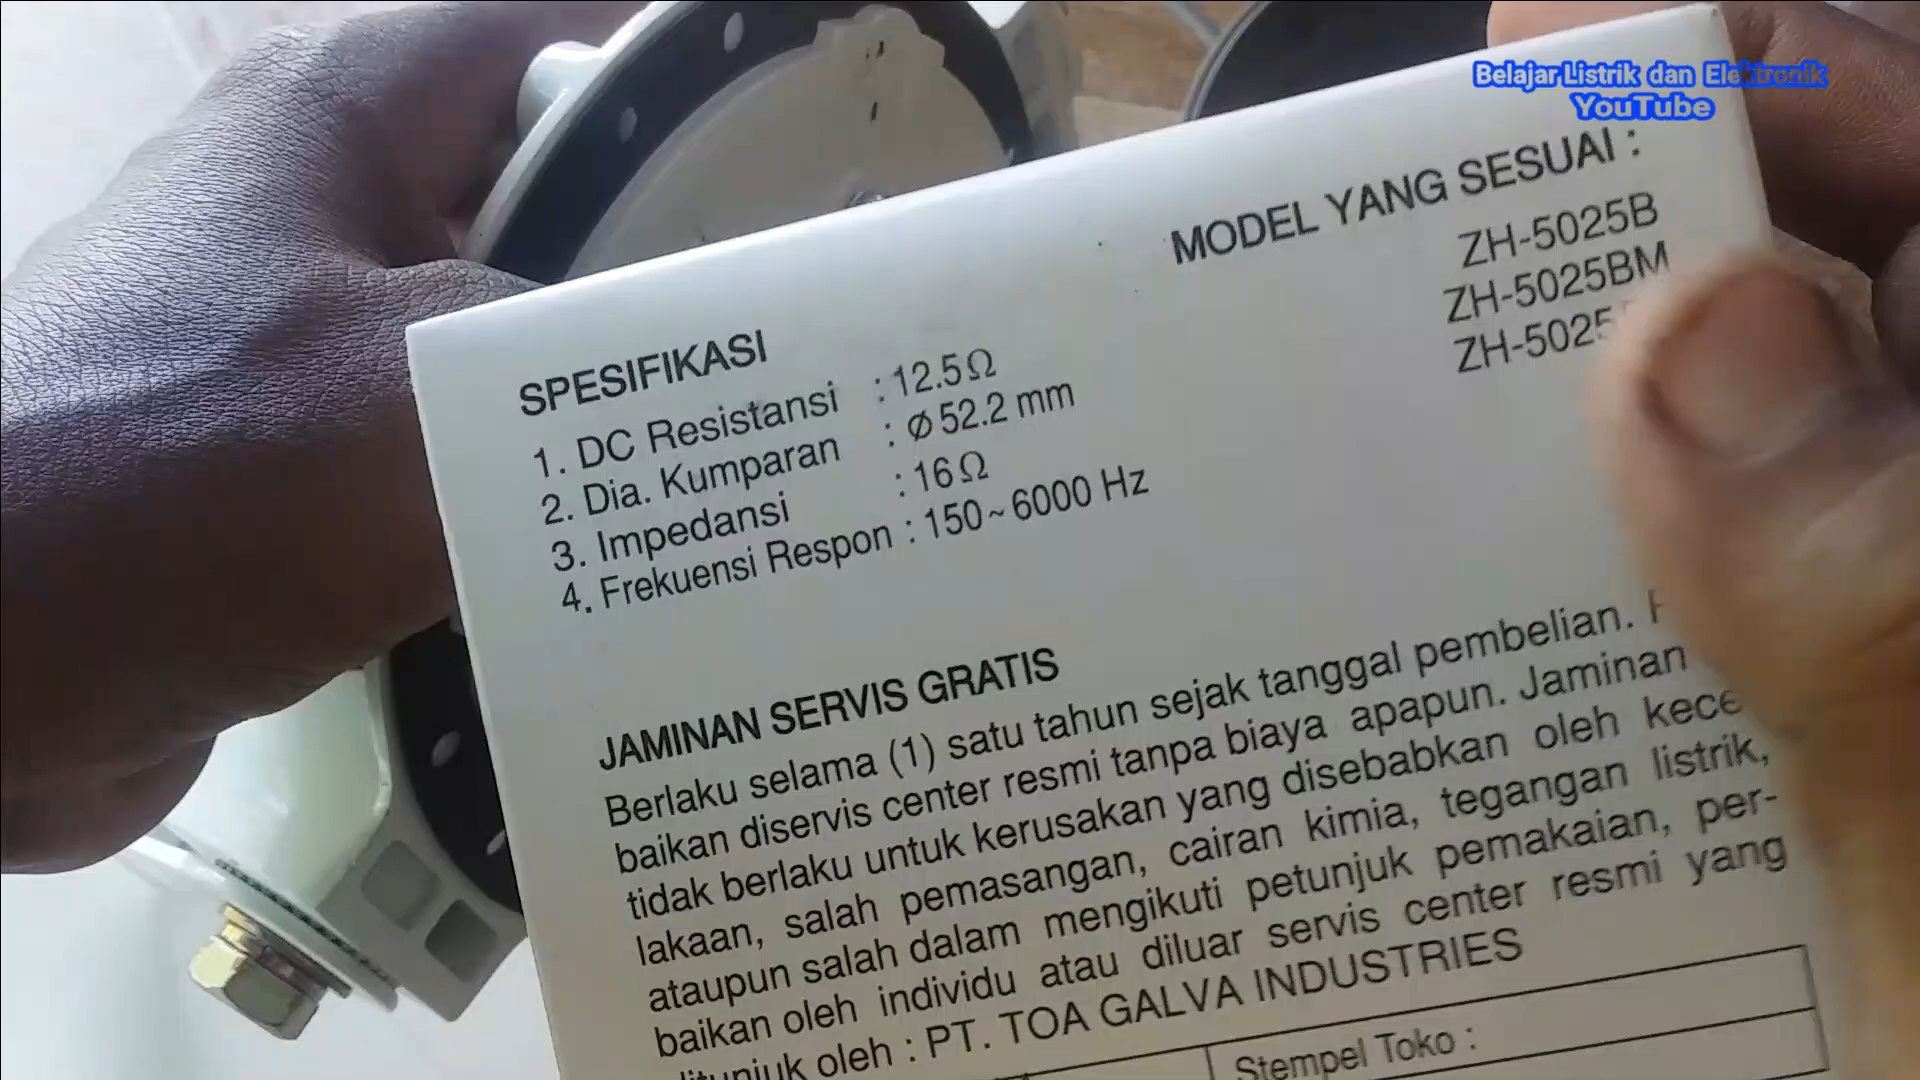 Belajar Listrik dan Elektronik
YouTube
MODEL YANG SESUAI :
ZH-5025B
ZH-5025BM
ZH-5025
SPESIFIKASI
1. DC Resistansi : 12.5Ω
2. Dia. Kumparan : Ø 52.2 mm
3. Impedansi : 16Ω
4. Frekuensi Respon : 150~6000 Hz
JAMINAN SERVIS GRATIS
Berlaku selama (1) satu tahun sejak tanggal pembelian.
baikan diservis center resmi tanpa biaya apapun. Jaminan
tidak berlaku untuk kerusakan yang disebabkan oleh kece
lakaan, salah pemasangan, cairan kimia, tegangan listrik,
ataupun salah dalam mengikuti petunjuk pemakaian, per-
baikan oleh individu atau diluar servis center resmi yang
ditunjuk oleh : PT. TOA GALVA INDUSTRIES
Stempel Toko :